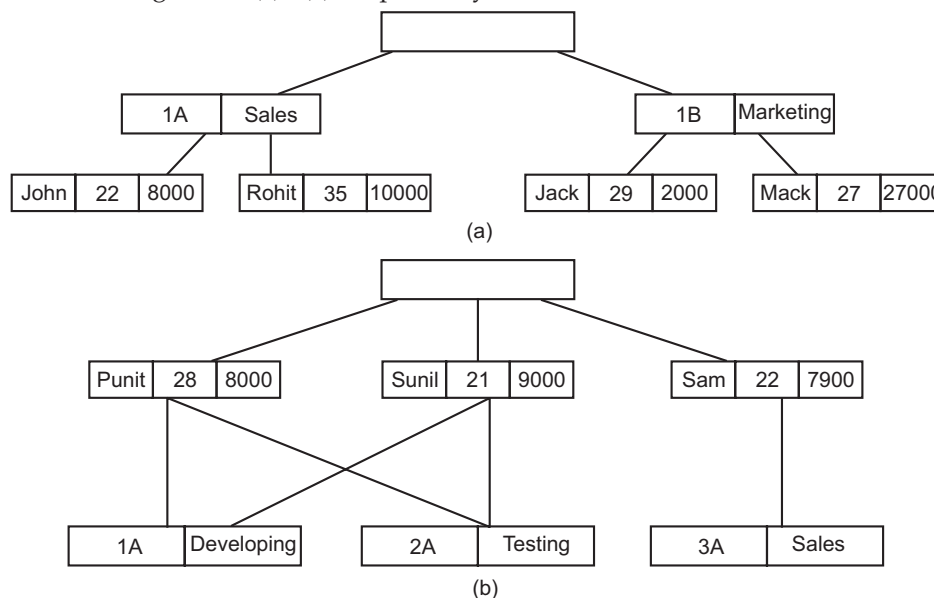 1A Sales 1B Marketing
John 22 8000 Rohit 35 10000 Jack 29 2000 Mack 27 27000
(a)
Punit 28 8000 Sunil 21 9000 Sam 22 7900
1A Developing 2A Testing 3A Sales
(b)